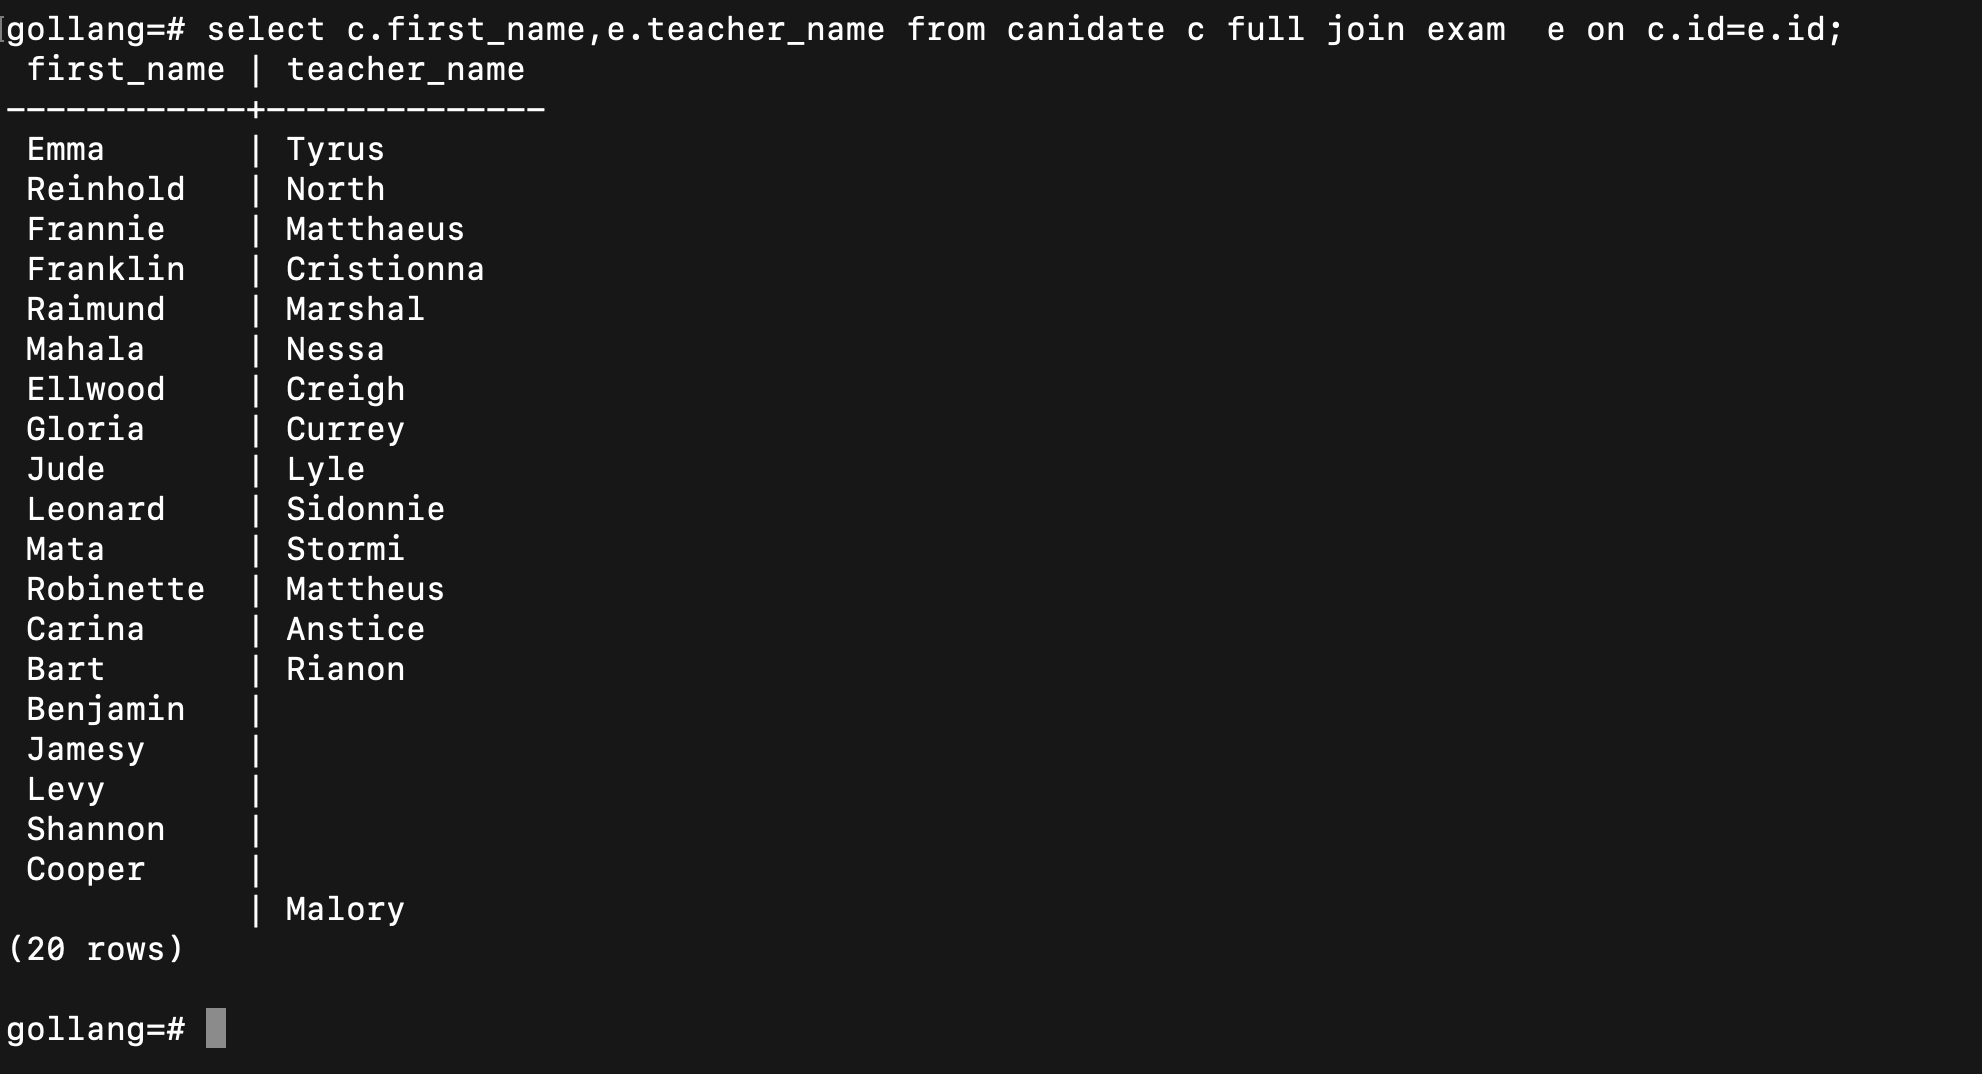 gollang=# select c.first_name,e.teacher_name from canidate c full join exam  e on c.id=e.id;
 first_name | teacher_name
------------+--------------
 Emma       | Tyrus
 Reinhold   | North
 Frannie    | Matthaeus
 Franklin   | Cristionna
 Raimund    | Marshal
 Mahala     | Nessa
 Ellwood    | Creigh
 Gloria     | Currey
 Jude       | Lyle
 Leonard    | Sidonnie
 Mata       | Stormi
 Robinette  | Mattheus
 Carina     | Anstice
 Bart       | Rianon
 Benjamin   |
 Jamesy     |
 Levy       |
 Shannon    |
 Cooper     |
            | Malory
(20 rows)
gollang=#